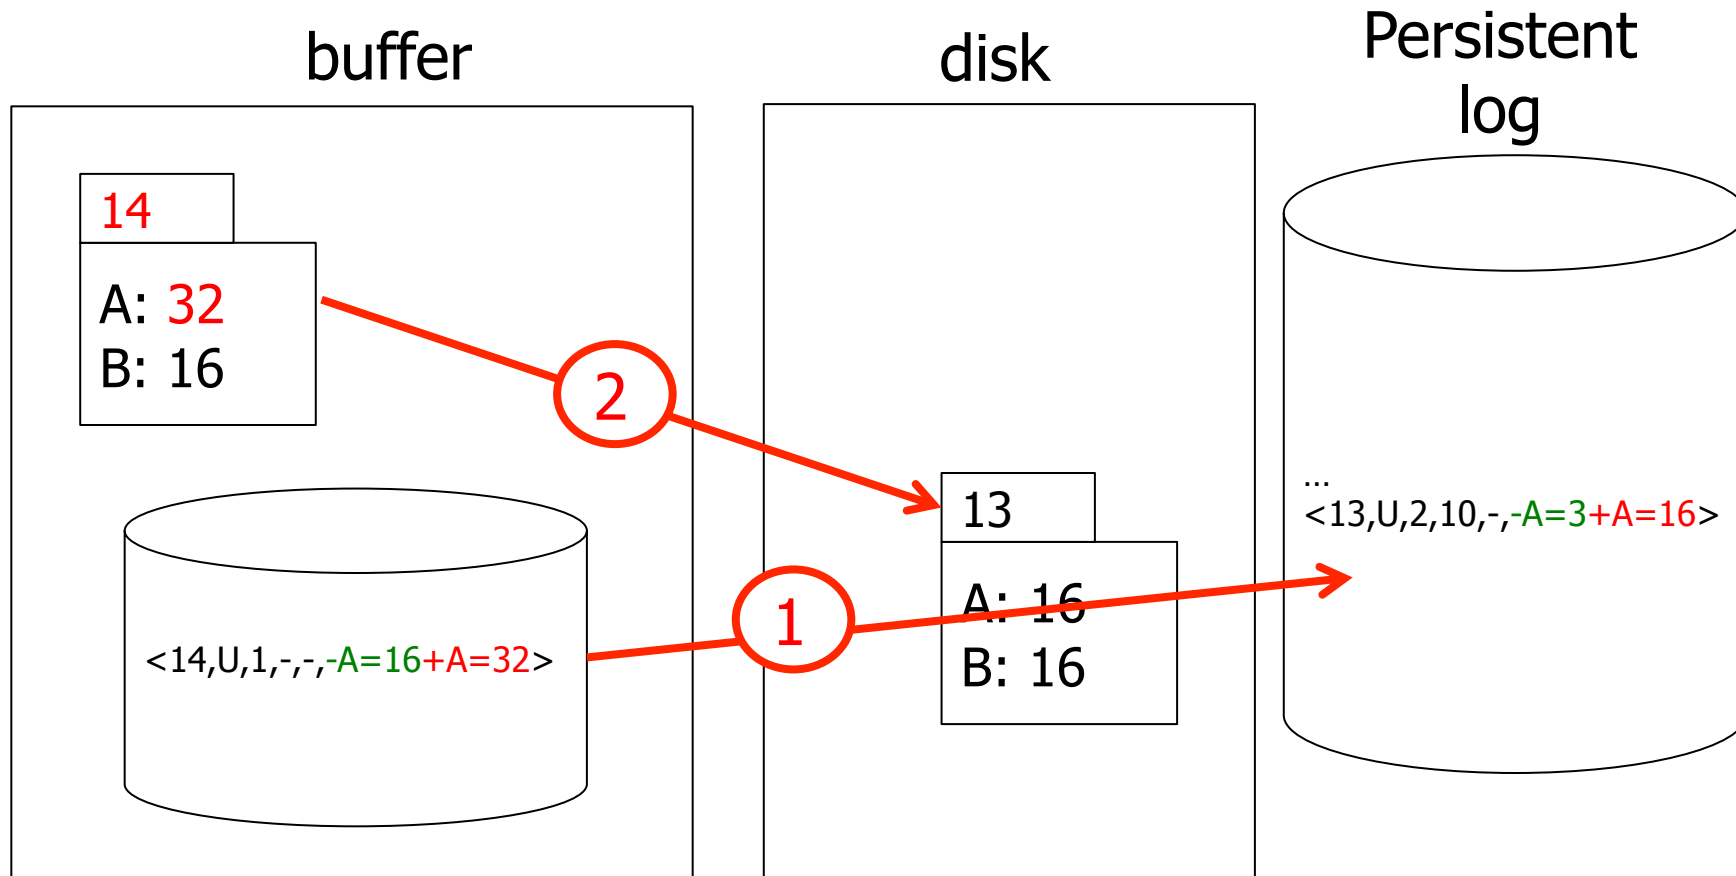 buffer
disk
Persistent
log
14
A: 32
B: 16
2
<14,U,1,-,-,-A=16+A=32>
1
13
A: 16
B: 16
...
<13,U,2,10,-,-A=3+A=16>